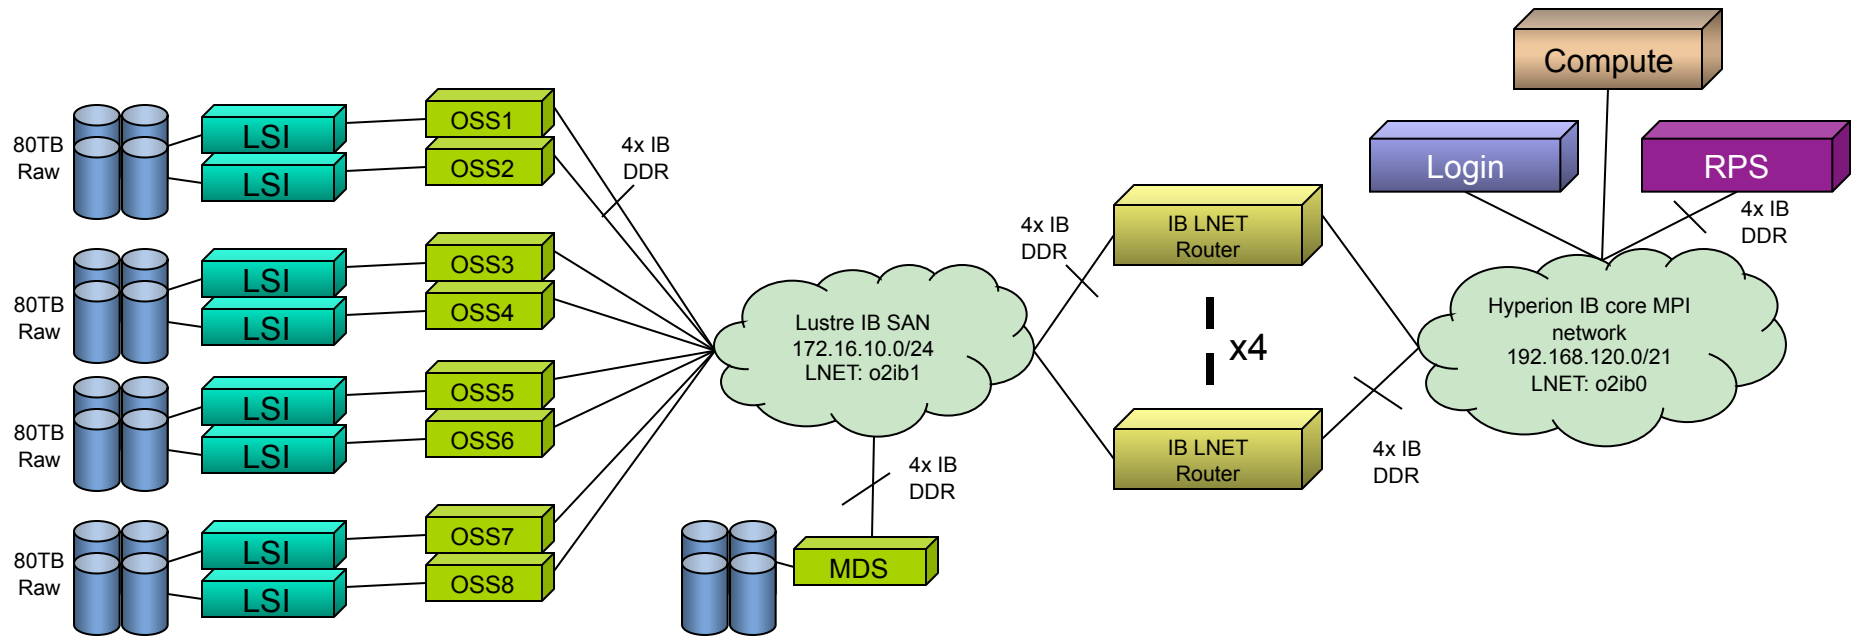 80TB
Raw
LSI
LSI
OSS1
OSS2
4x IB
DDR
80TB
Raw
LSI
LSI
OSS3
OSS4
80TB
Raw
LSI
LSI
OSS5
OSS6
80TB
Raw
LSI
LSI
OSS7
OSS8
Lustre IB SAN
172.16.10.0/24
LNET: o2ib1
4x IB
DDR
MDS
4x IB
DDR
IB LNET
Router
x4
IB LNET
Router
4x IB
DDR
Compute
Login
RPS
4x IB
DDR
Hyperion IB core MPI
network
192.168.120.0/21
LNET: o2ib0